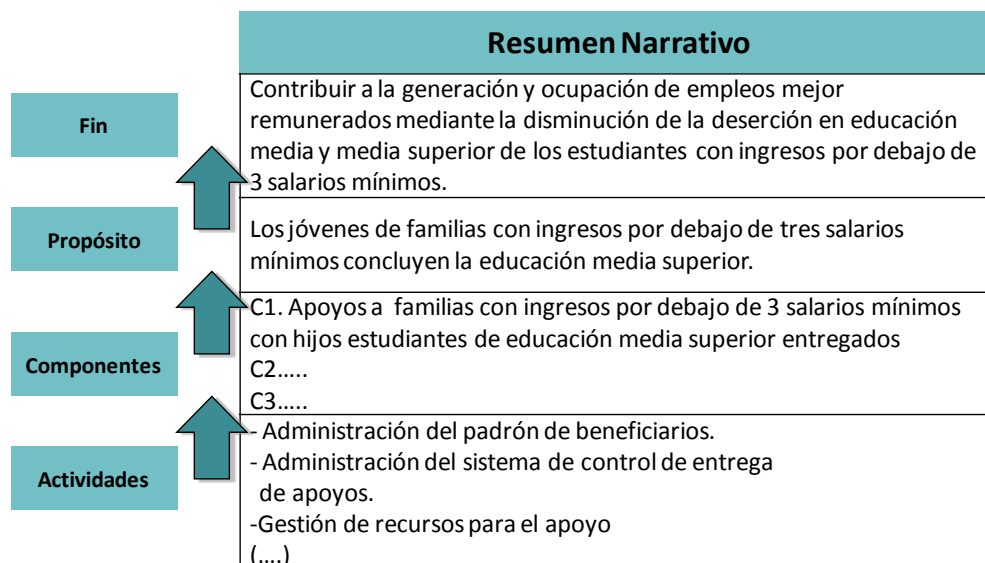 Resumen Narrativo
Fin
Contribuir a la generación y ocupación de empleos mejor
remunerados mediante la disminución de la deserción en educación
media y media superior de los estudiantes con ingresos por debajo de
3 salarios mínimos.
Propósito
Los jóvenes de familias con ingresos por debajo de tres salarios
mínimos concluyen la educación media superior.
Componentes
C1. Apoyos a familias con ingresos por debajo de 3 salarios mínimos
con hijos estudiantes de educación media superior entregados
C2.....
C3.....
Actividades
- Administración del padrón de beneficiarios.
- Administración del sistema de control de entrega
de apoyos.
-Gestión de recursos para el apoyo
(....)